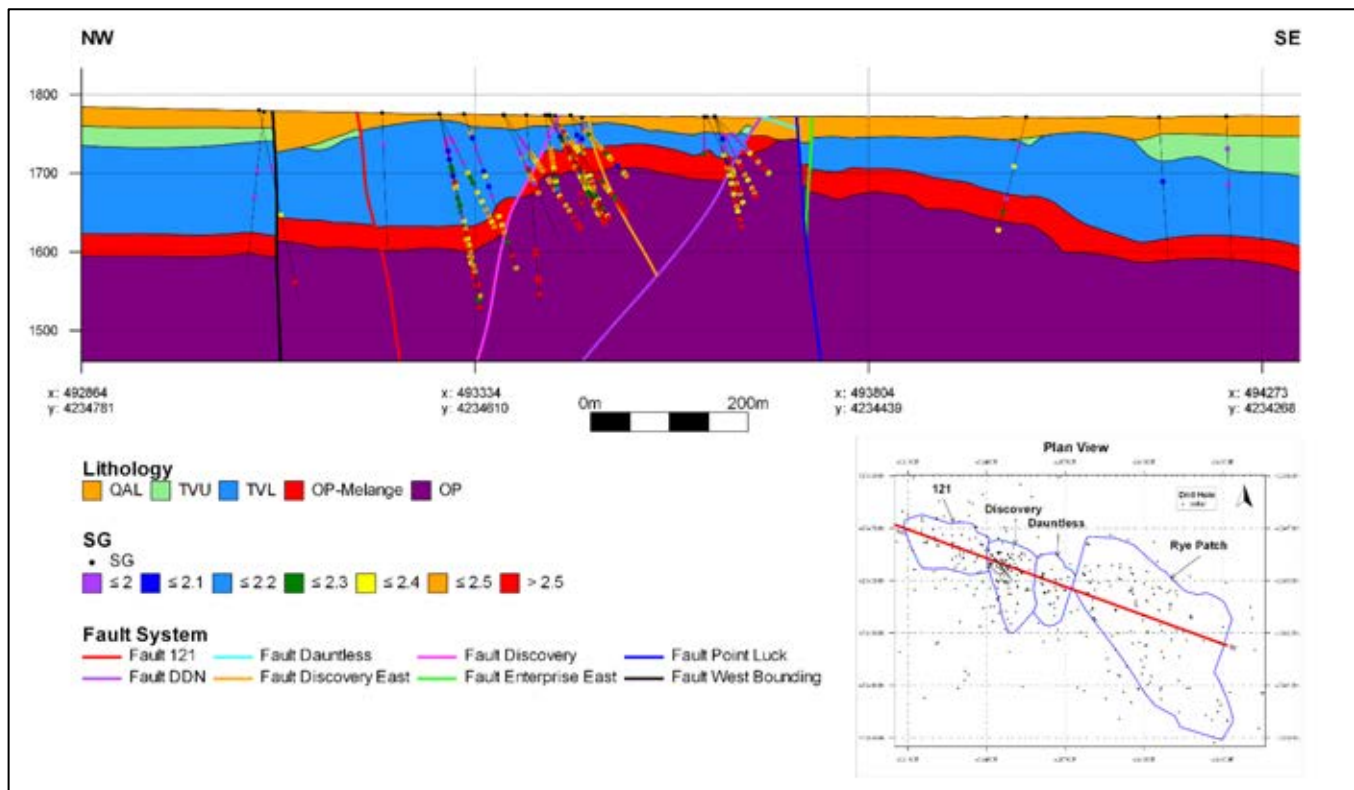 NW SE
1800
1700
1600
1500
x: 492864 x: 493334 x: 493804 x: 494273
y: 4234781 y: 4234610 y: 4234439 y: 4234268
0m 200m
Lithology
QAL TVU TVL OP-Melange OP
SG
SG
≤ 2 ≤ 2.1 ≤ 2.2 ≤ 2.3 ≤ 2.4 ≤ 2.5 > 2.5
Fault System
Fault 121 Fault Dauntless Fault Discovery Fault Point Luck
Fault DDN Fault Discovery East Fault Enterprise East Fault West Bounding
Plan View
Drill Hole
121
Discovery
Dauntless
Rye Patch